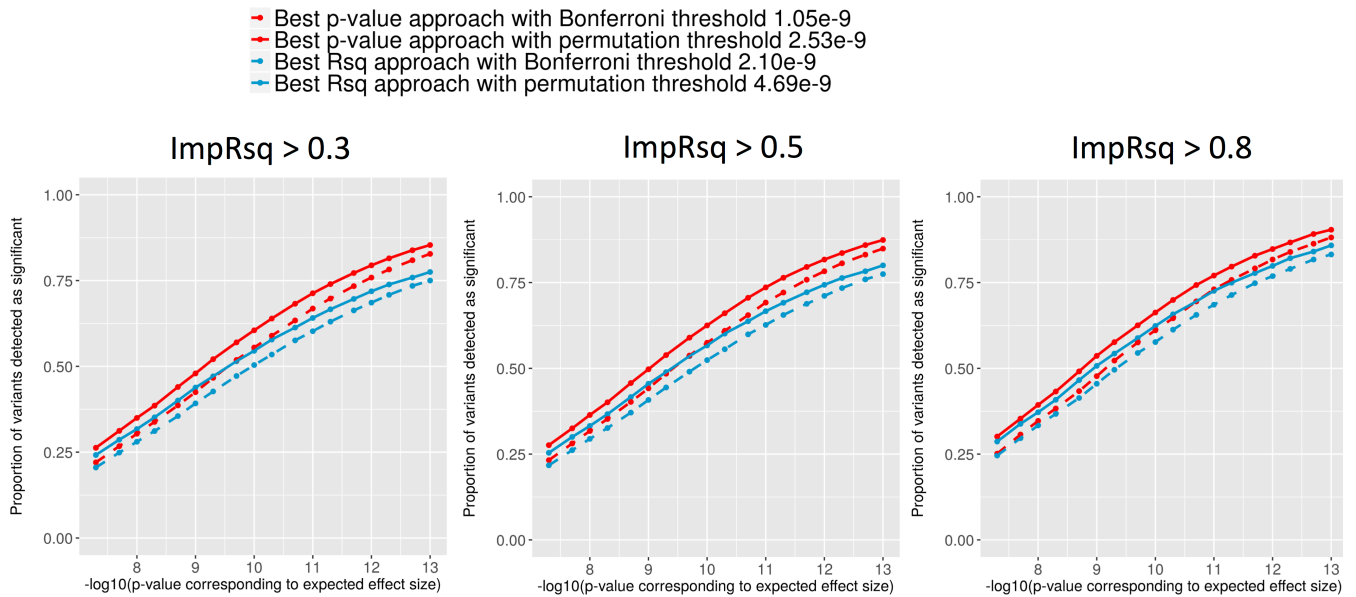 Best p-value approach with Bonferroni threshold 1.05e-9
Best p-value approach with permutation threshold 2.53e-9
Best Rsq approach with Bonferroni threshold 2.10e-9
Best Rsq approach with permutation threshold 4.69e-9
ImpRsq > 0.3
Proportion of variants detected as significant
1.00
0.75
0.50
0.25
0.00
8 9 10 11 12 13
-log10(p-value corresponding to expected effect size)
ImpRsq > 0.5
Proportion of variants detected as significant
1.00
0.75
0.50
0.25
0.00
8 9 10 11 12 13
-log10(p-value corresponding to expected effect size)
ImpRsq > 0.8
Proportion of variants detected as significant
1.00
0.75
0.50
0.25
0.00
8 9 10 11 12 13
-log10(p-value corresponding to expected effect size)